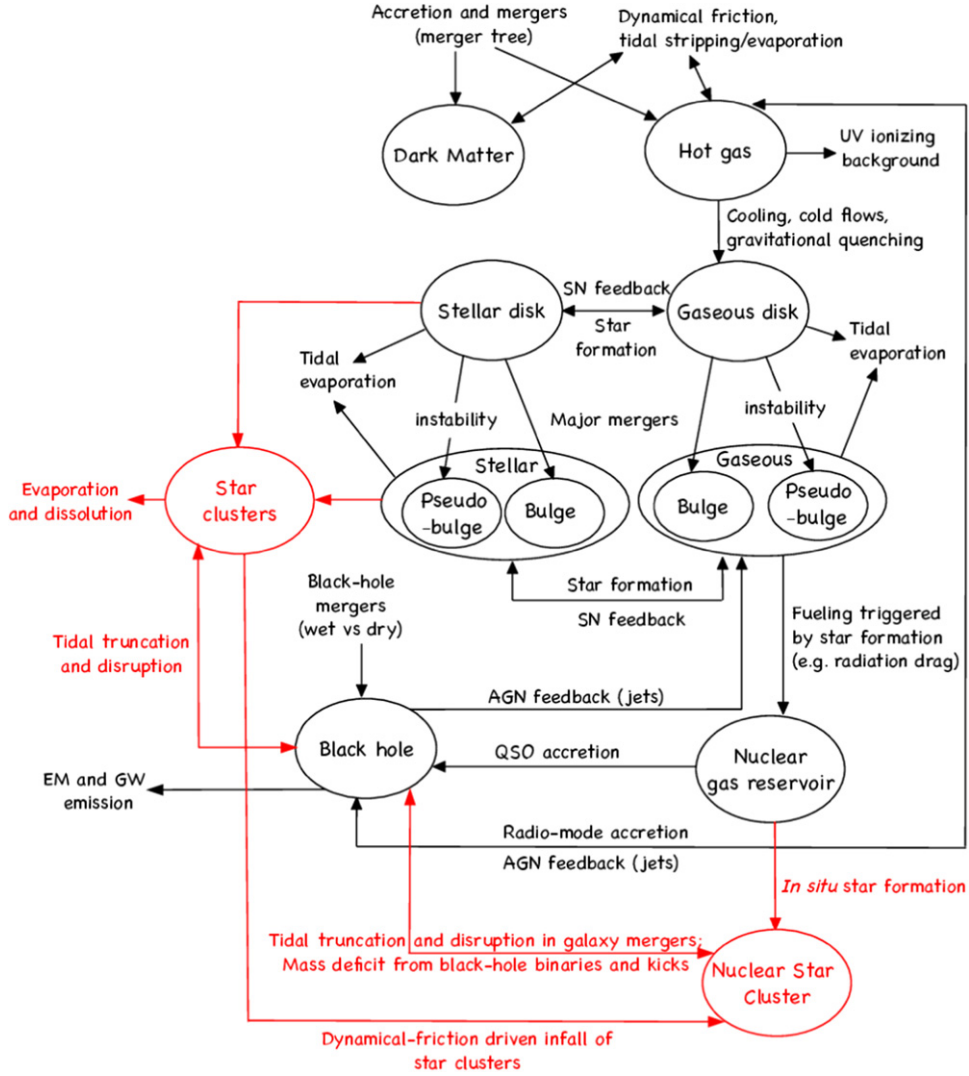 Accretion and mergers
(merger tree)
Dynamical friction,
tidal stripping/evaporation
Dark Matter
Hot gas
UV ionizing
background
Cooling, cold flows,
gravitational quenching
Stellar disk
SN feedback
Star
formation
Gaseous disk
Tidal
evaporation
Tidal
evaporation
instability
Major mergers
instability
Stellar
Pseudo
-bulge
Bulge
Gaseous
Bulge
Pseudo
-bulge
Evaporation
and dissolution
Star
clusters
Star formation
SN feedback
Black-hole
mergers
(wet vs dry)
Fueling triggered
by star formation
(e.g. radiation drag)
Tidal truncation
and disruption
AGN feedback (jets)
Black hole
QSO accretion
Nuclear
gas reservoir
EM and GW
emission
Radio-mode accretion
AGN feedback (jets)
In situ star formation
Tidal truncation and disruption in galaxy mergers;
Mass deficit from black-hole binaries and kicks
Nuclear Star
Cluster
Dynamical-friction driven infall of
star clusters